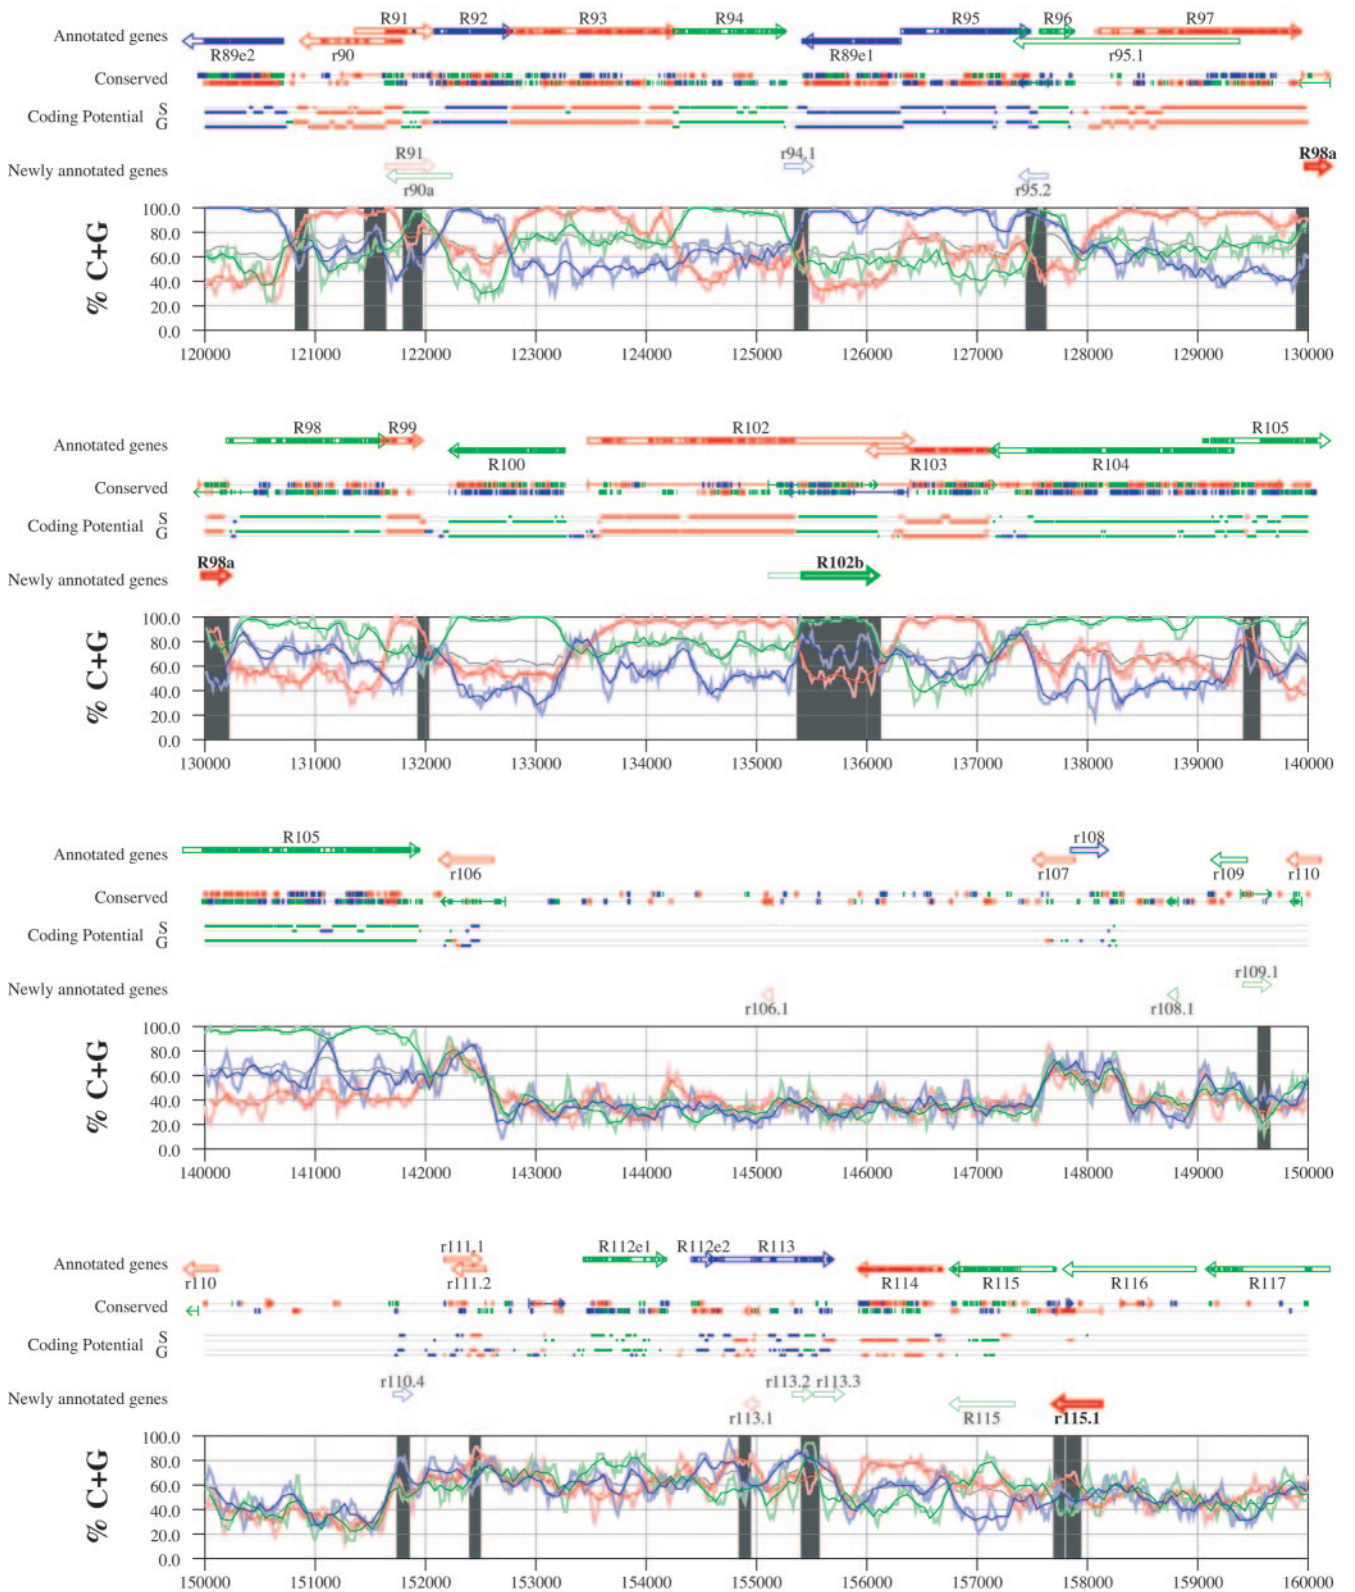 R91 R92 R93 R94 R95 R96 R97
Annotated genes
R89e2 r90 R89e1 r95.1
Conserved
Coding Potential S
G
R91 r94.1 R98a
Newly annotated genes
r90a r95.2
% C+G
100.0
80.0
60.0
40.0
20.0
0.0
120000 121000 122000 123000 124000 125000 126000 127000 128000 129000 130000
R98 R99 R102 R105
Annotated genes
R100 R103 R104
Conserved
Coding Potential S
G
R98a R102b
Newly annotated genes
% C+G
100.0
80.0
60.0
40.0
20.0
0.0
130000 131000 132000 133000 134000 135000 136000 137000 138000 139000 140000
R105 r108
Annotated genes
r106 r107 r109 r110
Conserved
Coding Potential S
G
r109.1
Newly annotated genes
r106.1 r108.1
% C+G
100.0
80.0
60.0
40.0
20.0
0.0
140000 141000 142000 143000 144000 145000 146000 147000 148000 149000 150000
r111.1 R112e1 R112e2 R113
Annotated genes
r110 r111.2 R114 R115 R116 R117
Conserved
Coding Potential S
G
r110.4 r113.2 r113.3
Newly annotated genes
r113.1 R115 r115.1
% C+G
100.0
80.0
60.0
40.0
20.0
0.0
150000 151000 152000 153000 154000 155000 156000 157000 158000 159000 160000